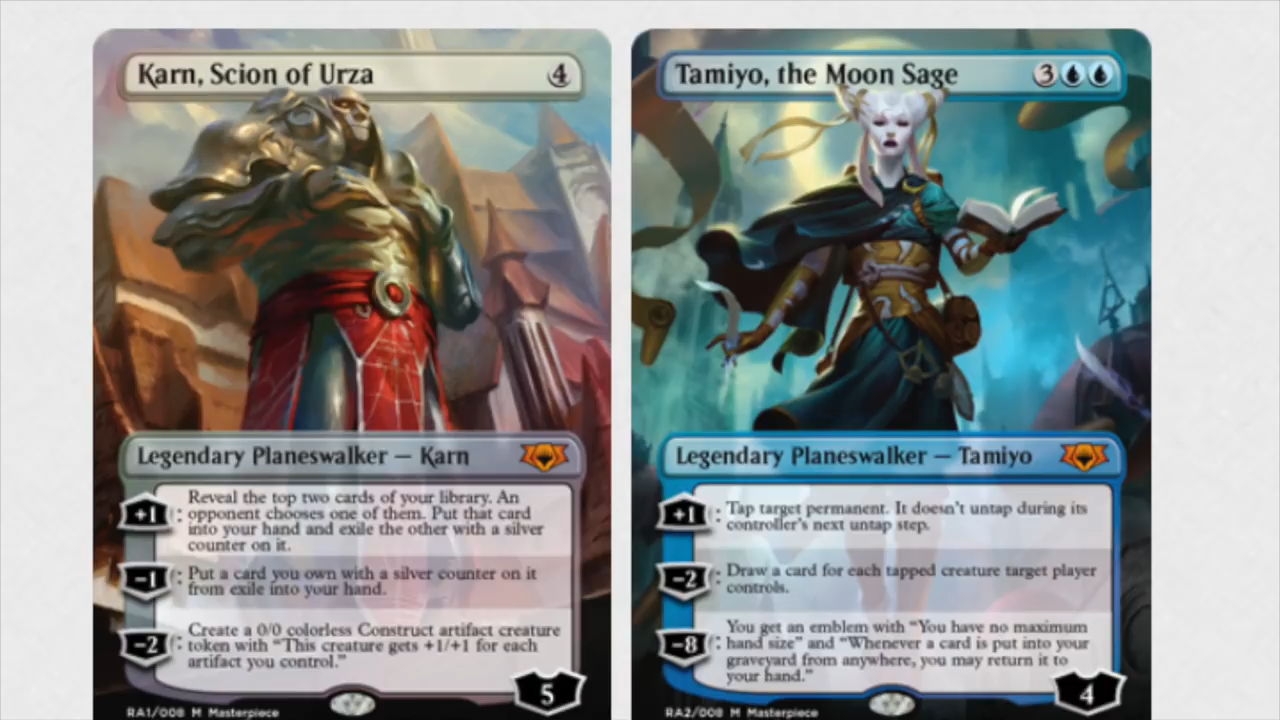 Karn, Scion of Urza 4
Legendary Planeswalker — Karn
+1: Reveal the top two cards of your library. An
opponent chooses one of them. Put that card
into your hand and exile the other with a silver
counter on it.
−1: Put a card you own with a silver counter on it
from exile into your hand.
−2: Create a 0/0 colorless Construct artifact creature
token with “This creature gets +1/+1 for each
artifact you control.”
5
RA1/008 M Masterpiece
Tamiyo, the Moon Sage 3
Legendary Planeswalker — Tamiyo
+1: Tap target permanent. It doesn’t untap during its
controller’s next untap step.
−2: Draw a card for each tapped creature target player
controls.
−8: You get an emblem with “You have no maximum
hand size” and “Whenever a card is put into your
graveyard from anywhere, you may return it to
your hand.”
4
RA2/008 M Masterpiece